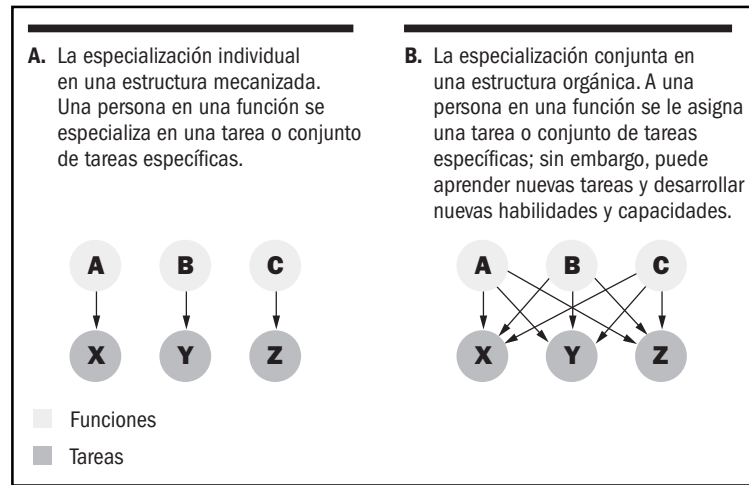 A. La especialización individual
en una estructura mecanizada.
Una persona en una función se
especializa en una tarea o conjunto
de tareas específicas.
B. La especialización conjunta en
una estructura orgánica. A una
persona en una función se le asigna
una tarea o conjunto de tareas
específicas; sin embargo, puede
aprender nuevas tareas y desarrollar
nuevas habilidades y capacidades.
A B C
X Y Z
A B C
X Y Z
Funciones
Tareas